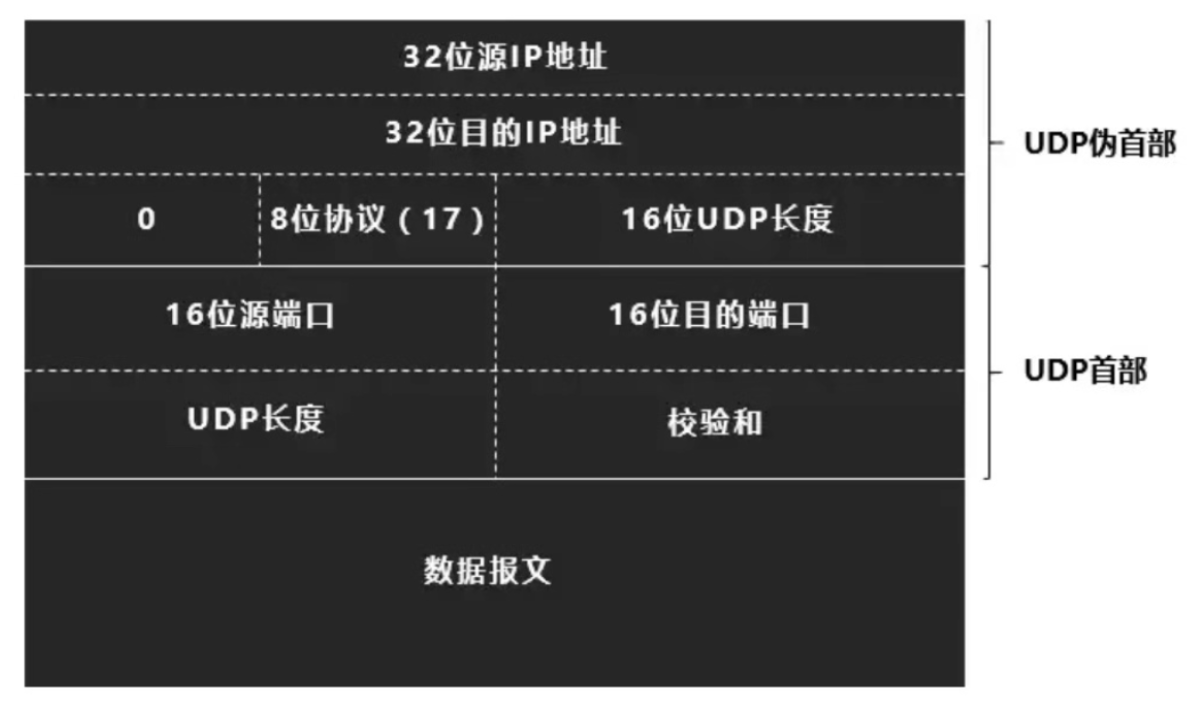 32位源IP地址
32位目的IP地址
UDP伪首部
0
8位协议（17）
16位UDP长度
16位源端口
16位目的端口
UDP首部
UDP长度
校验和
数据报文